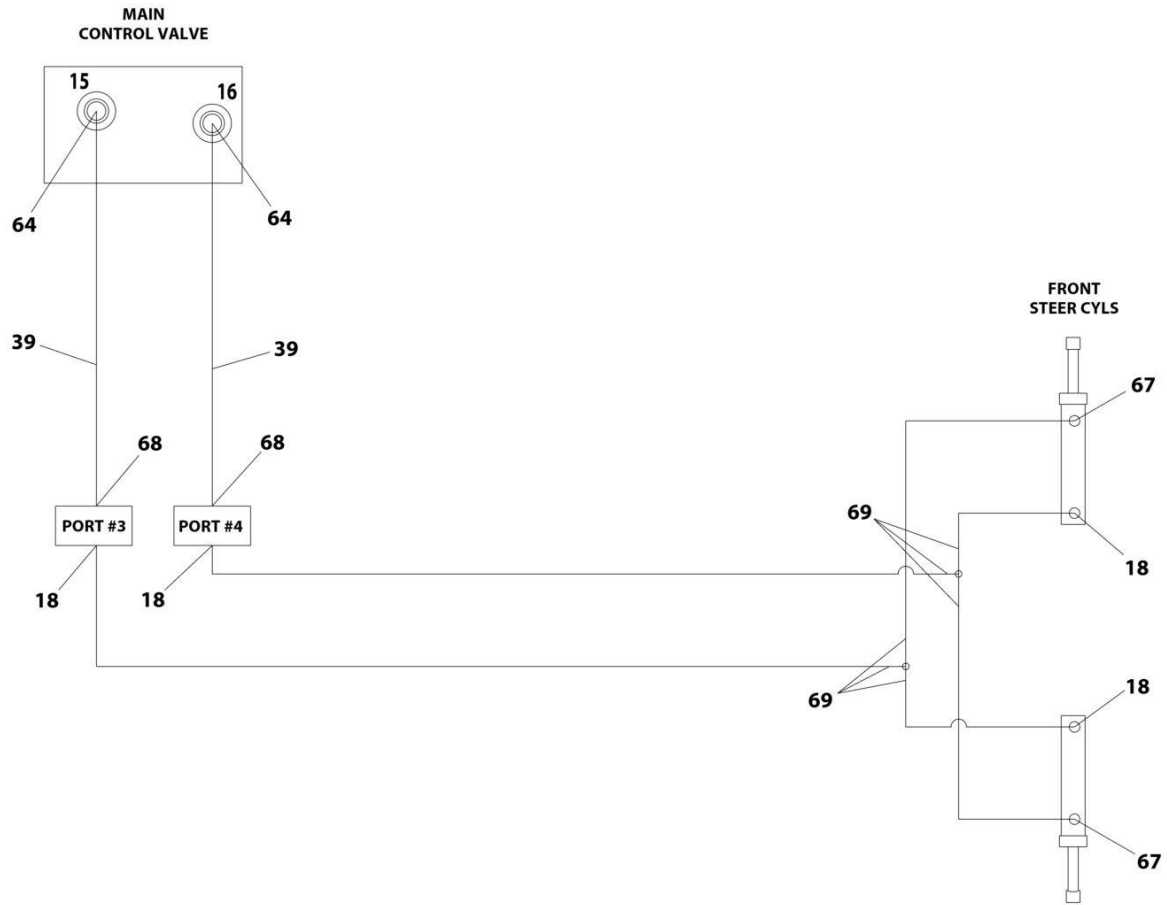 MAIN
CONTROL VALVE
15
16
64
64
FRONT
STEER CYLS
39
39
67
68
68
PORT #3
PORT #4
69
18
18
18
69
18
67